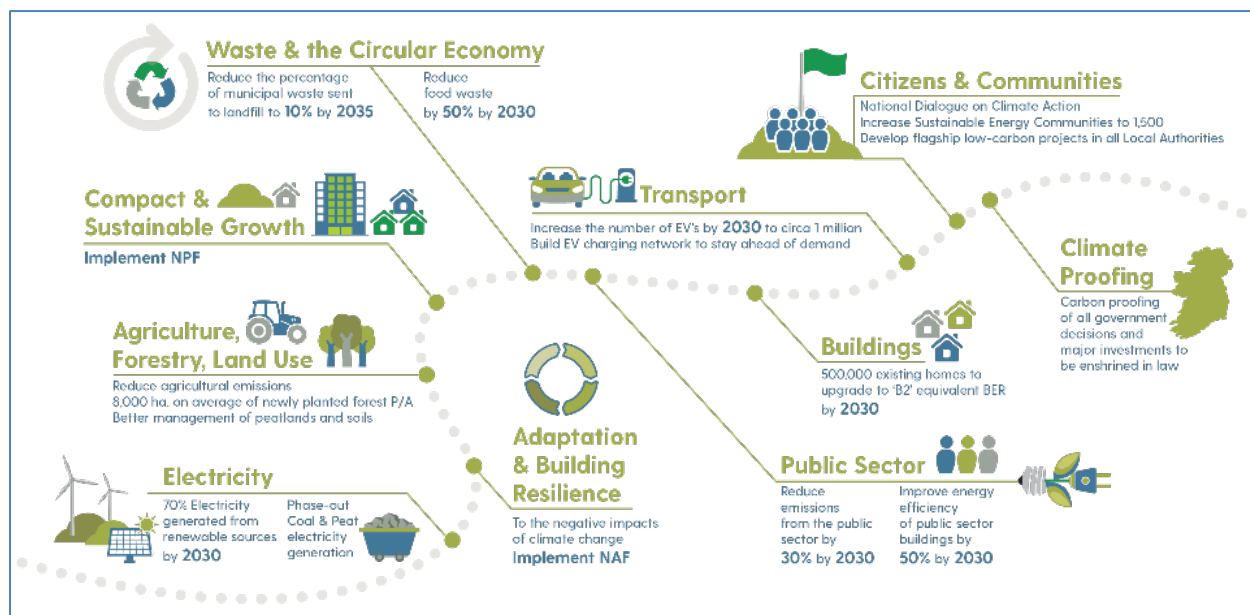 Waste & the Circular Economy
Reduce the percentage
of municipal waste sent
to landfill to 10% by 2035
Reduce
food waste
by 50% by 2030
Citizens & Communities
National Dialogue on Climate Action
Increase Sustainable Energy Communities to 1,500
Develop flagship low-carbon projects in all Local Authorities
Compact &
Sustainable Growth
Implement NPF
Transport
Increase the number of EV's by 2030 to circa 1 million
Build EV charging network to stay ahead of demand
Climate
Proofing
Carbon proofing
of all government
decisions and
major investments to
be enshrined in law
Agriculture,
Forestry, Land Use
Reduce agricultural emissions
8,000 ha. on average of newly planted forest P/A
Better management of peatlands and soils
Buildings
500,000 existing homes to
upgrade to 'B2' equivalent BER
by 2030
Adaptation
& Building
Resilience
To the negative impacts
of climate change
Implement NAF
Electricity
70% Electricity
generated from
renewable sources
by 2030
Phase-out
Coal & Peat
electricity
generation
Public Sector
Reduce
emissions
from the public
sector by
30% by 2030
Improve energy
efficiency
of public sector
buildings by
50% by 2030